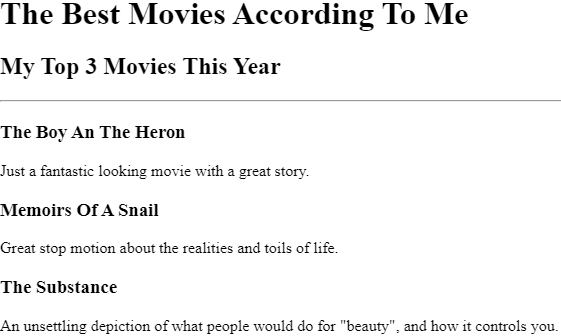 The Best Movies According To Me
My Top 3 Movies This Year
The Boy An The Heron
Just a fantastic looking movie with a great story.
Memoirs Of A Snail
Great stop motion about the realities and toils of life.
The Substance
An unsettling depiction of what people would do for "beauty", and how it controls you.